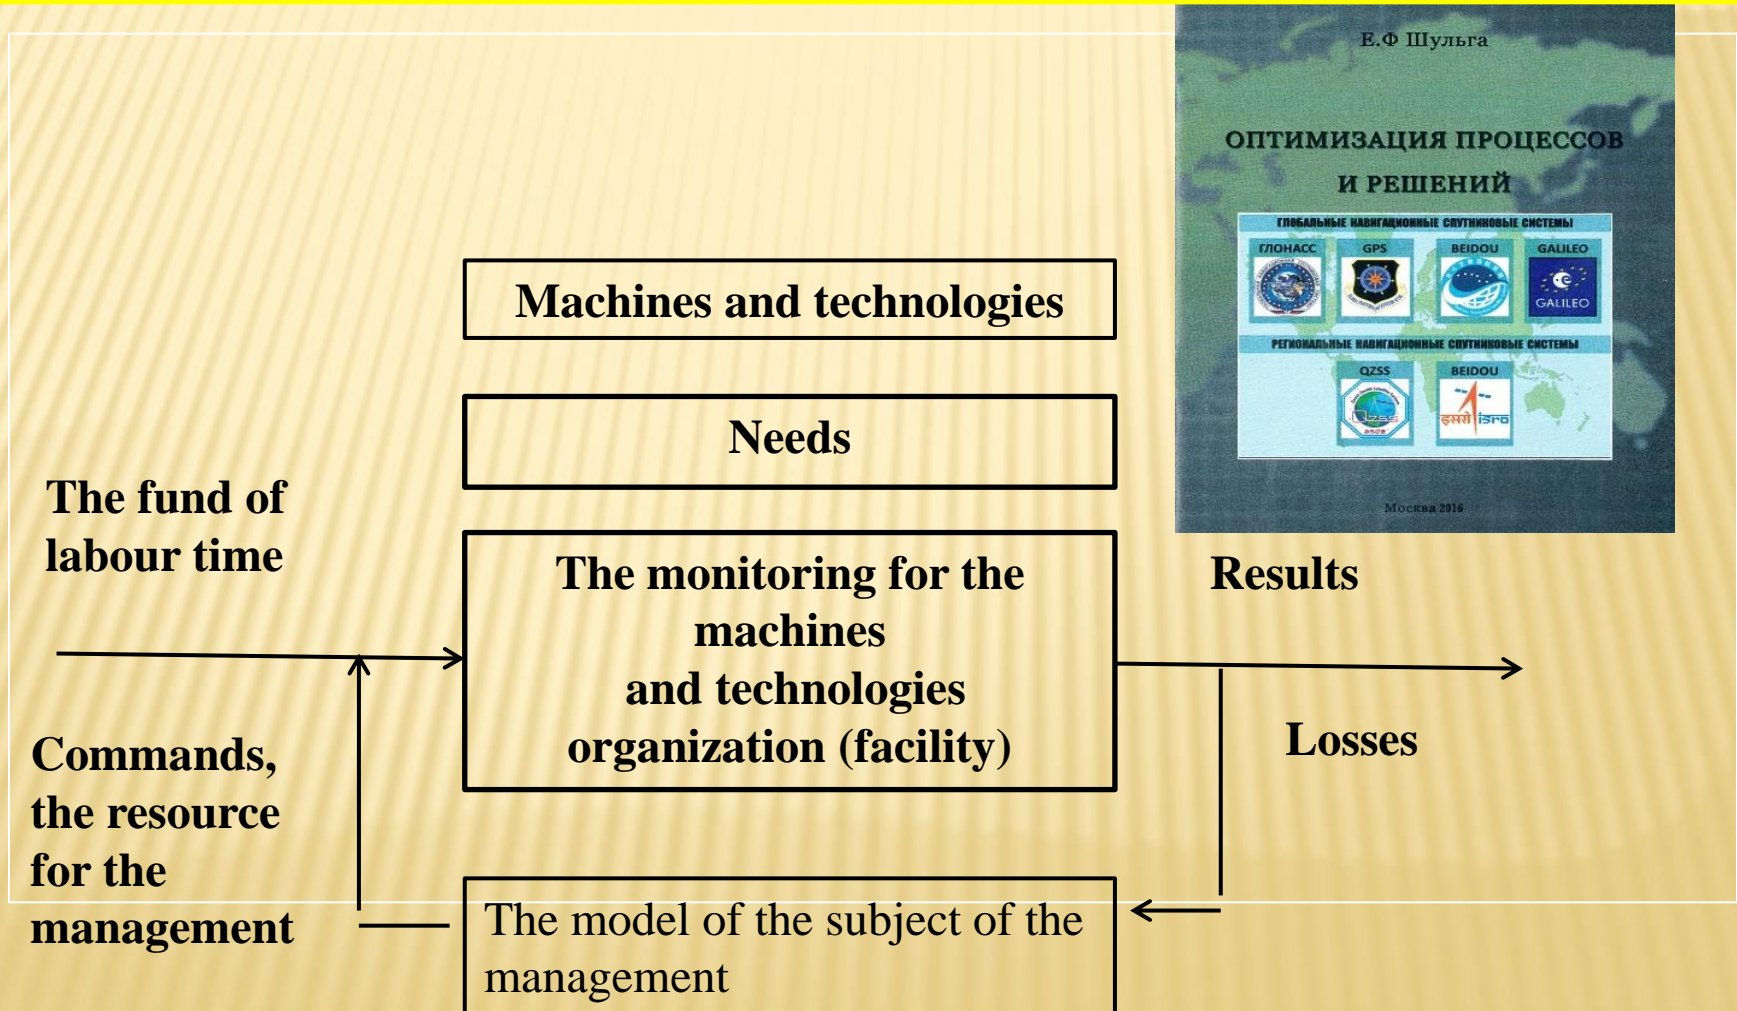 Е.Ф Шульга
ОПТИМИЗАЦИЯ ПРОЦЕССОВ
И РЕШЕНИЙ
ГЛОБАЛЬНЫЕ НАВИГАЦИОННЫЕ СПУТНИКОВЫЕ СИСТЕМЫ
ГЛОНАСС GPS BEIDOU GALILEO
GALILEO
РЕГИОНАЛЬНЫЕ НАВИГАЦИОННЫЕ СПУТНИКОВЫЕ СИСТЕМЫ
QZSS BEIDOU
QZSS
इसरो isro
Москва 2016
Machines and technologies
Needs
The fund of
labour time
The monitoring for the
machines
and technologies
organization (facility)
Results
Losses
Commands,
the resource
for the
management
The model of the subject of the
management